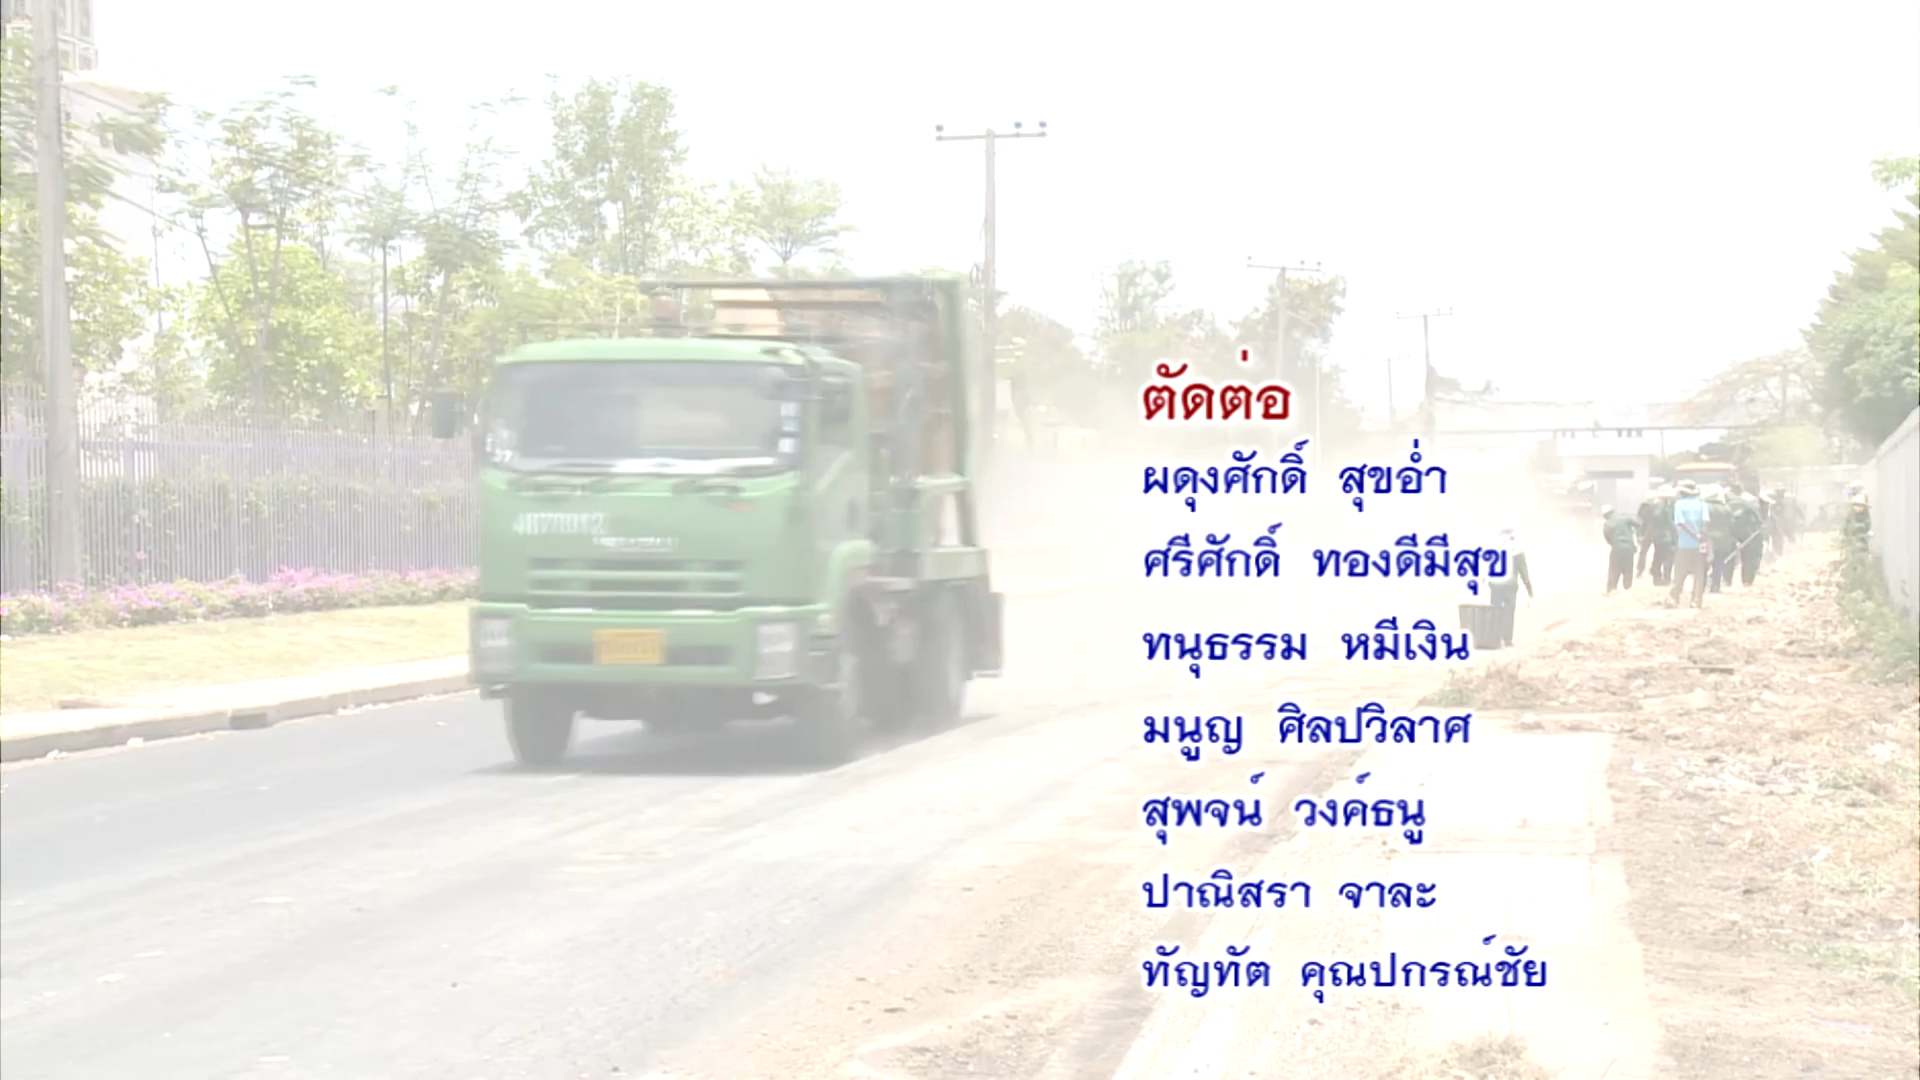 ตัดต่อ
ผดุงศักดิ์ สุขอ่ำ
ศรีศักดิ์ ทองดีมีสุข
ทนุธรรม หมีเงิน
มนูญ ศิลปวิลาศ
สุพจน์ วงค์ธนู
ปาณิสรา จาละ
ทัญทัต คุณปกรณ์ชัย